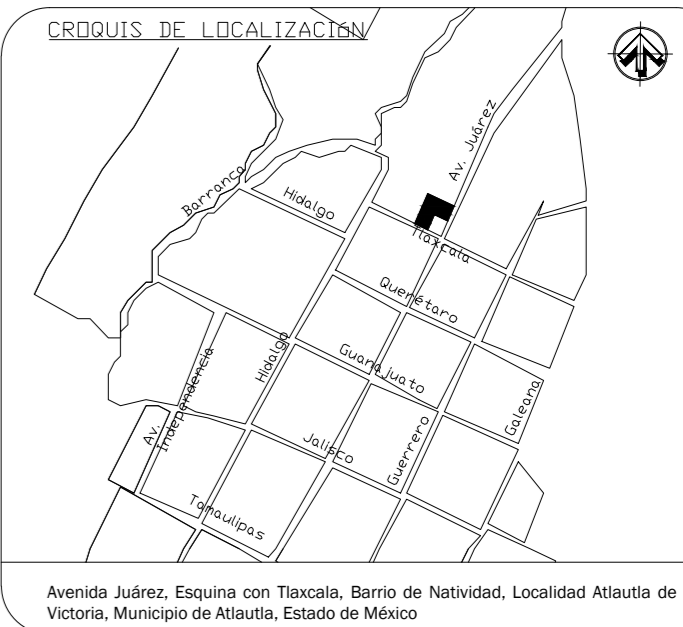 CROQUIS DE LOCALIZACIóN
Av. Juárez
Barranca
Hidalgo
Tlaxcala
Querétaro
Hidalgo
Guanajuato
Av. Independencia
Galeana
Guerrero
Jalisco
Tamaulipas
Avenida Juárez, Esquina con Tlaxcala, Barrio de Natividad, Localidad Atlautla de
Victoria, Municipio de Atlautla, Estado de México